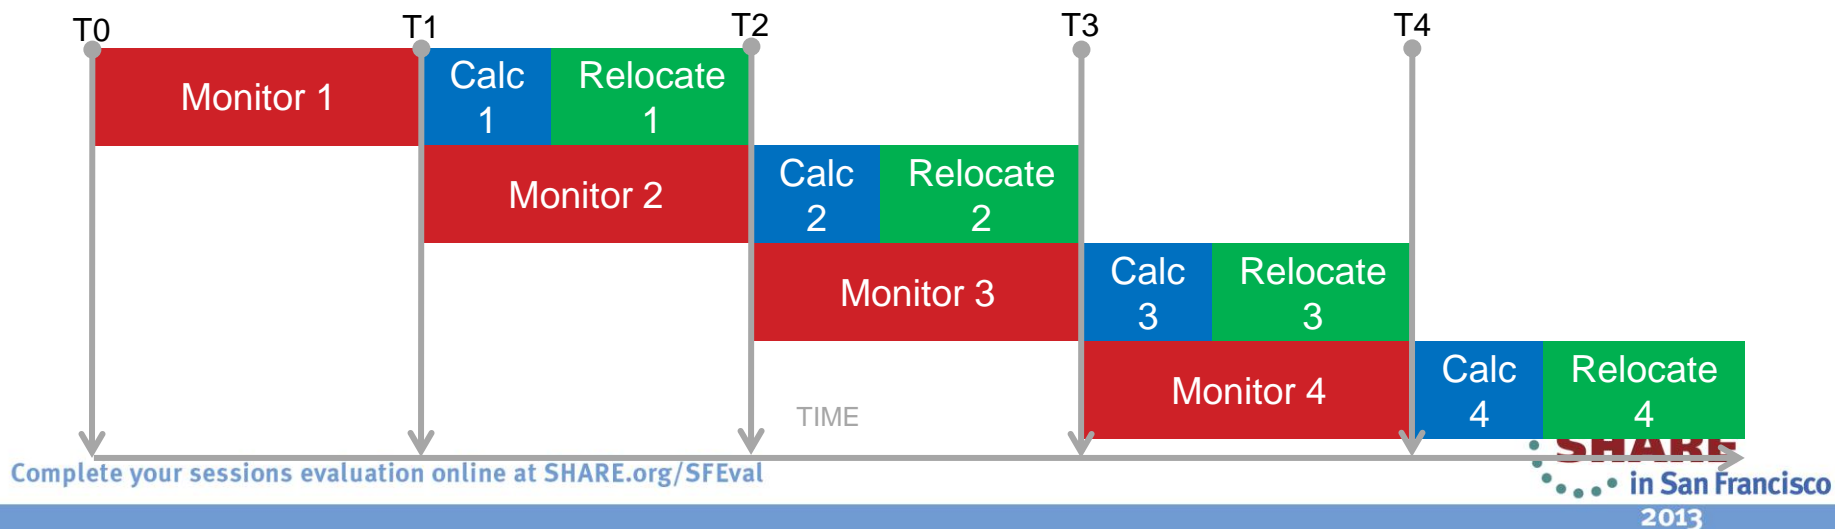 T0
T1
T2
T3
T4
Monitor 1
Calc
1
Relocate
1
Monitor 2
Calc
2
Relocate
2
Monitor 3
Calc
3
Relocate
3
Monitor 4
Calc
4
Relocate
4
TIME
Complete your sessions evaluation online at SHARE.org/SFEval
SHARE
in San Francisco
2013